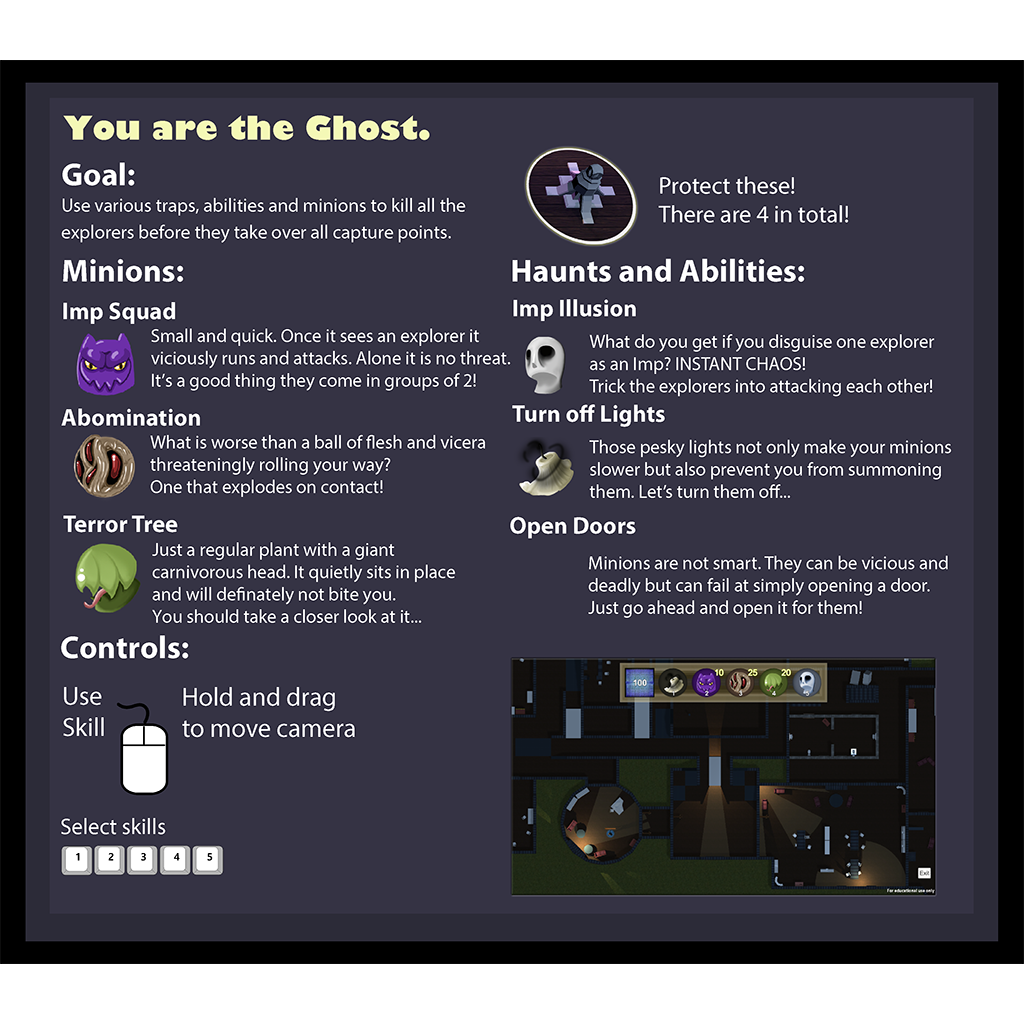 You are the Ghost.
Goal:
Use various traps, abilities and minions to kill all the
explorers before they take over all capture points.
Protect these!
There are 4 in total!
Minions:
Imp Squad
Small and quick. Once it sees an explorer it
viciously runs and attacks. Alone it is no threat.
It's a good thing they come in groups of 2!
Abomination
What is worse than a ball of flesh and vicera
threateningly rolling your way?
One that explodes on contact!
Terror Tree
Just a regular plant with a giant
carnivorous head. It quietly sits in place
and will definately not bite you.
You should take a closer look at it...
Haunts and Abilities:
Imp Illusion
What do you get if you disguise one explorer
as an Imp? INSTANT CHAOS!
Trick the explorers into attacking each other!
Turn off Lights
Those pesky lights not only make your minions
slower but also prevent you from summoning
them. Let's turn them off...
Open Doors
Minions are not smart. They can be vicious and
deadly but can fail at simply opening a door.
Just go ahead and open it for them!
Controls:
Use
Skill
Hold and drag
to move camera
Select skills
1 2 3 4 5
10 25 20
100
1 2 3 4 5
Exit
For educational use only